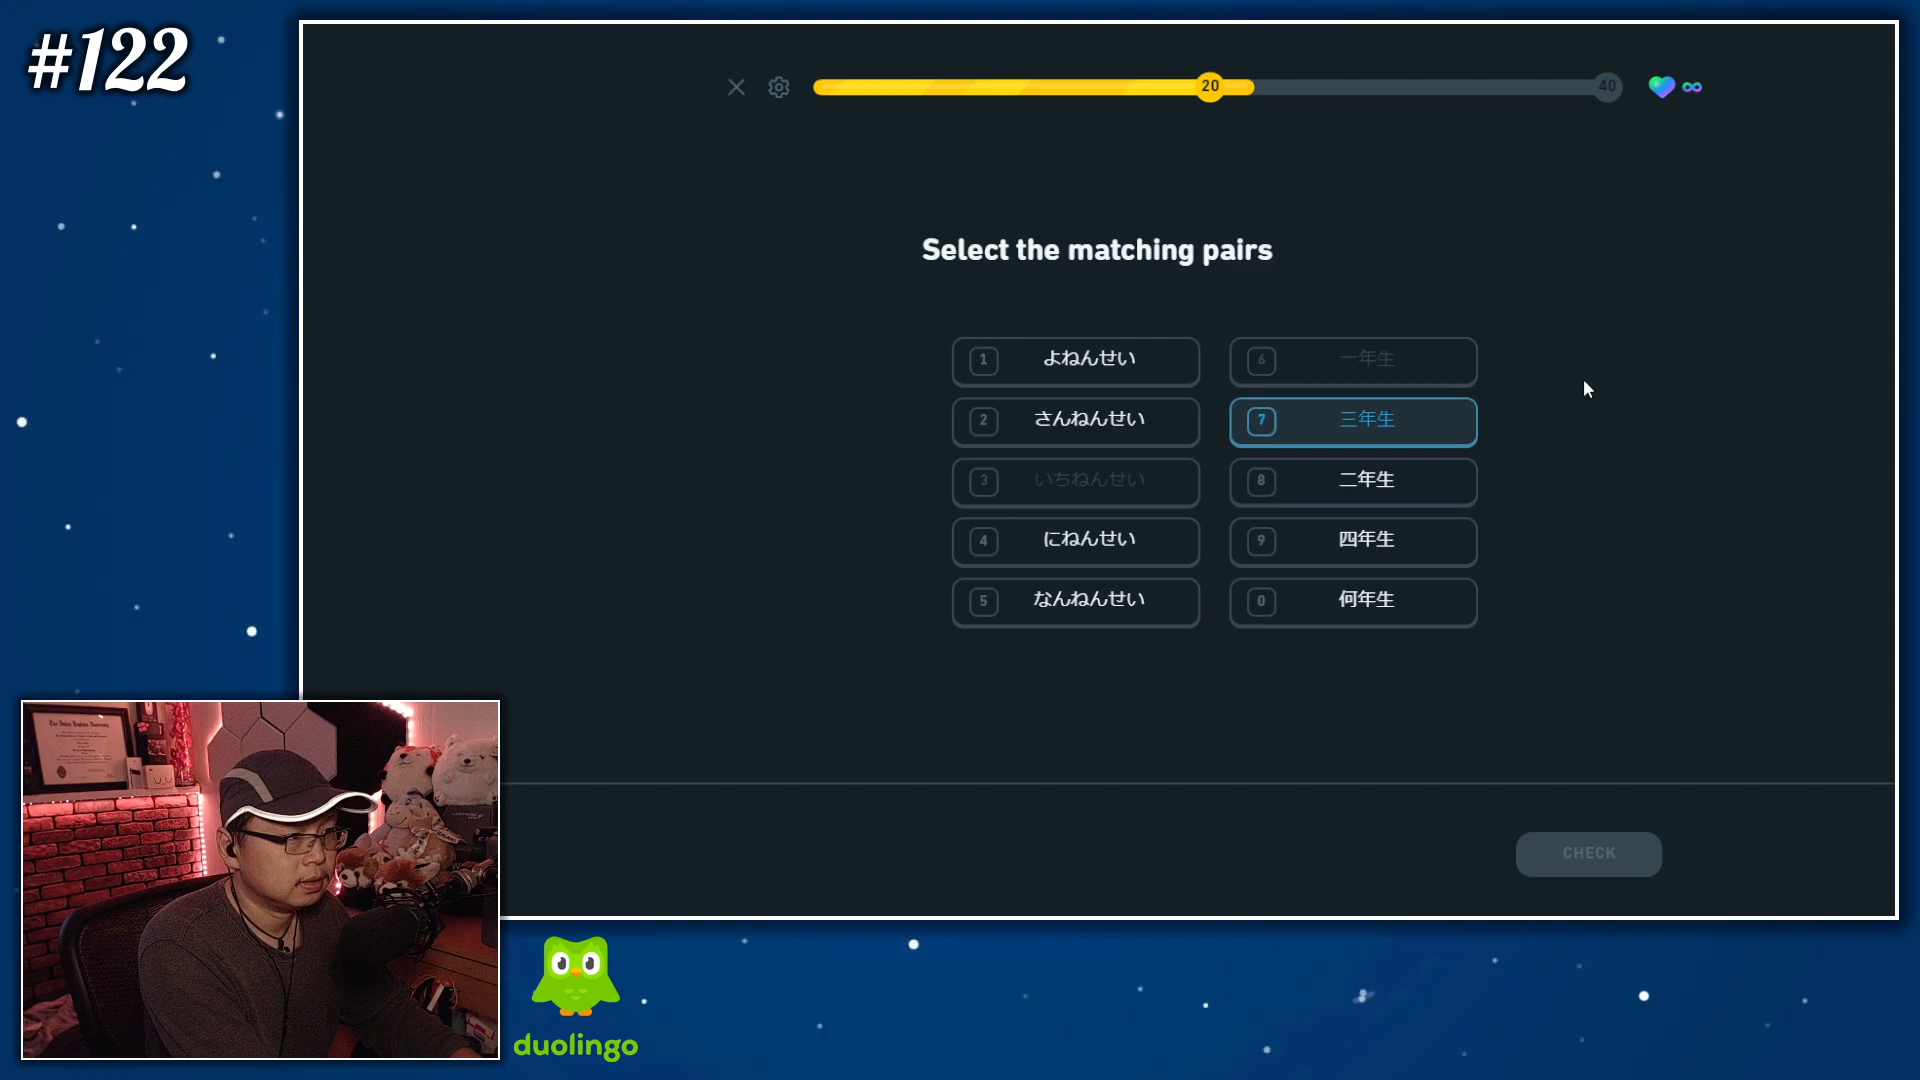 #122
20
40
Select the matching pairs
1 よねんせい
6 一年生
2 さんねんせい
7 三年生
3 いちねんせい
8 二年生
4 にねんせい
9 四年生
5 なんねんせい
0 何年生
CHECK
duolingo